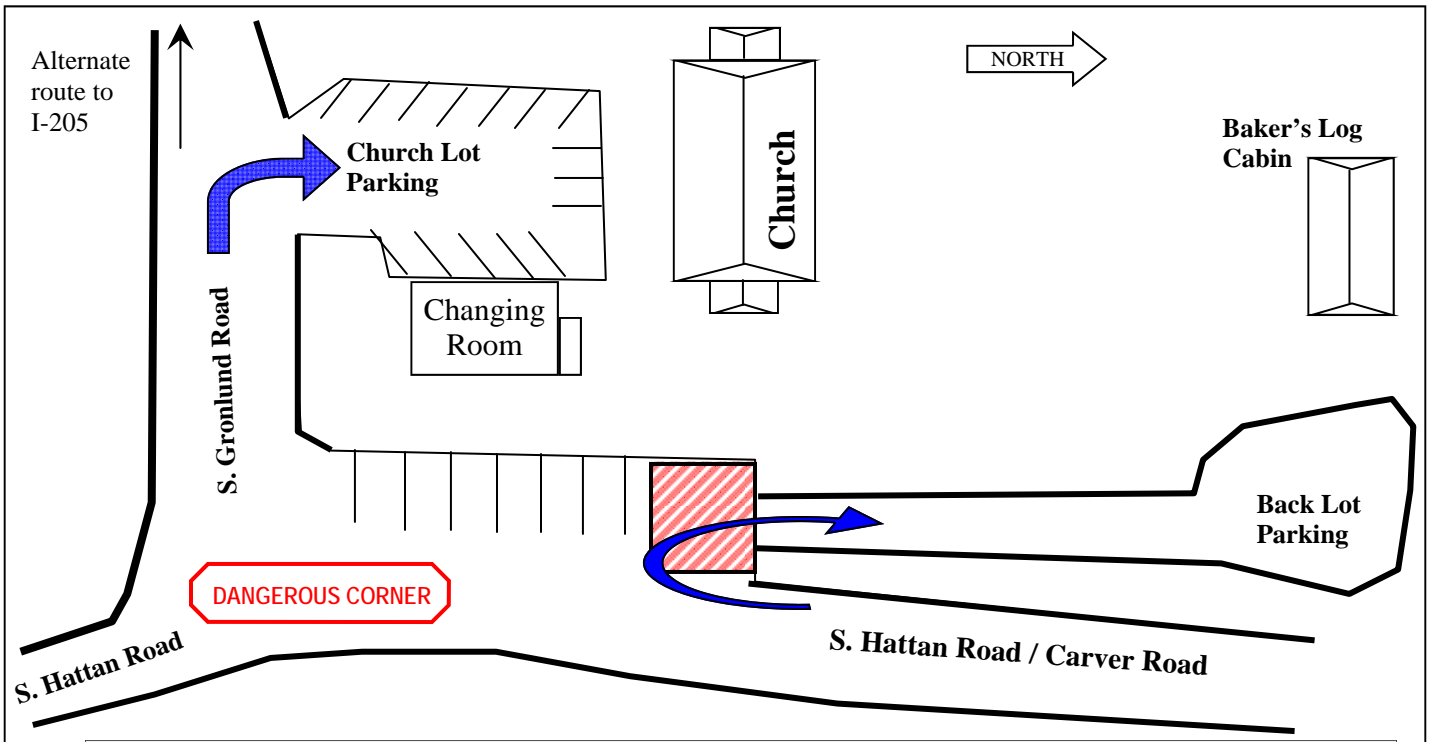 Alternate
route to
I-205
NORTH
Church Lot
Parking
Church
Baker's Log
Cabin
Changing
Room
S. Gronlund Road
Back Lot
Parking
DANGEROUS CORNER
S. Hattan Road
S. Hattan Road / Carver Road